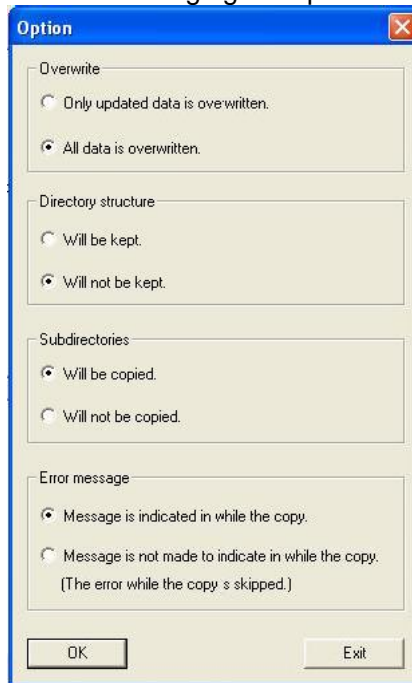 Option
Overwrite
Only updated data is overwritten.
All data is overwritten.
Directory structure
Will be kept.
Will not be kept.
Subdirectories
Will be copied.
Will not be copied.
Error message
Message is indicated in while the copy.
Message is not made to indicate in while the copy.
(The error while the copy s skipped.)
OK Exit